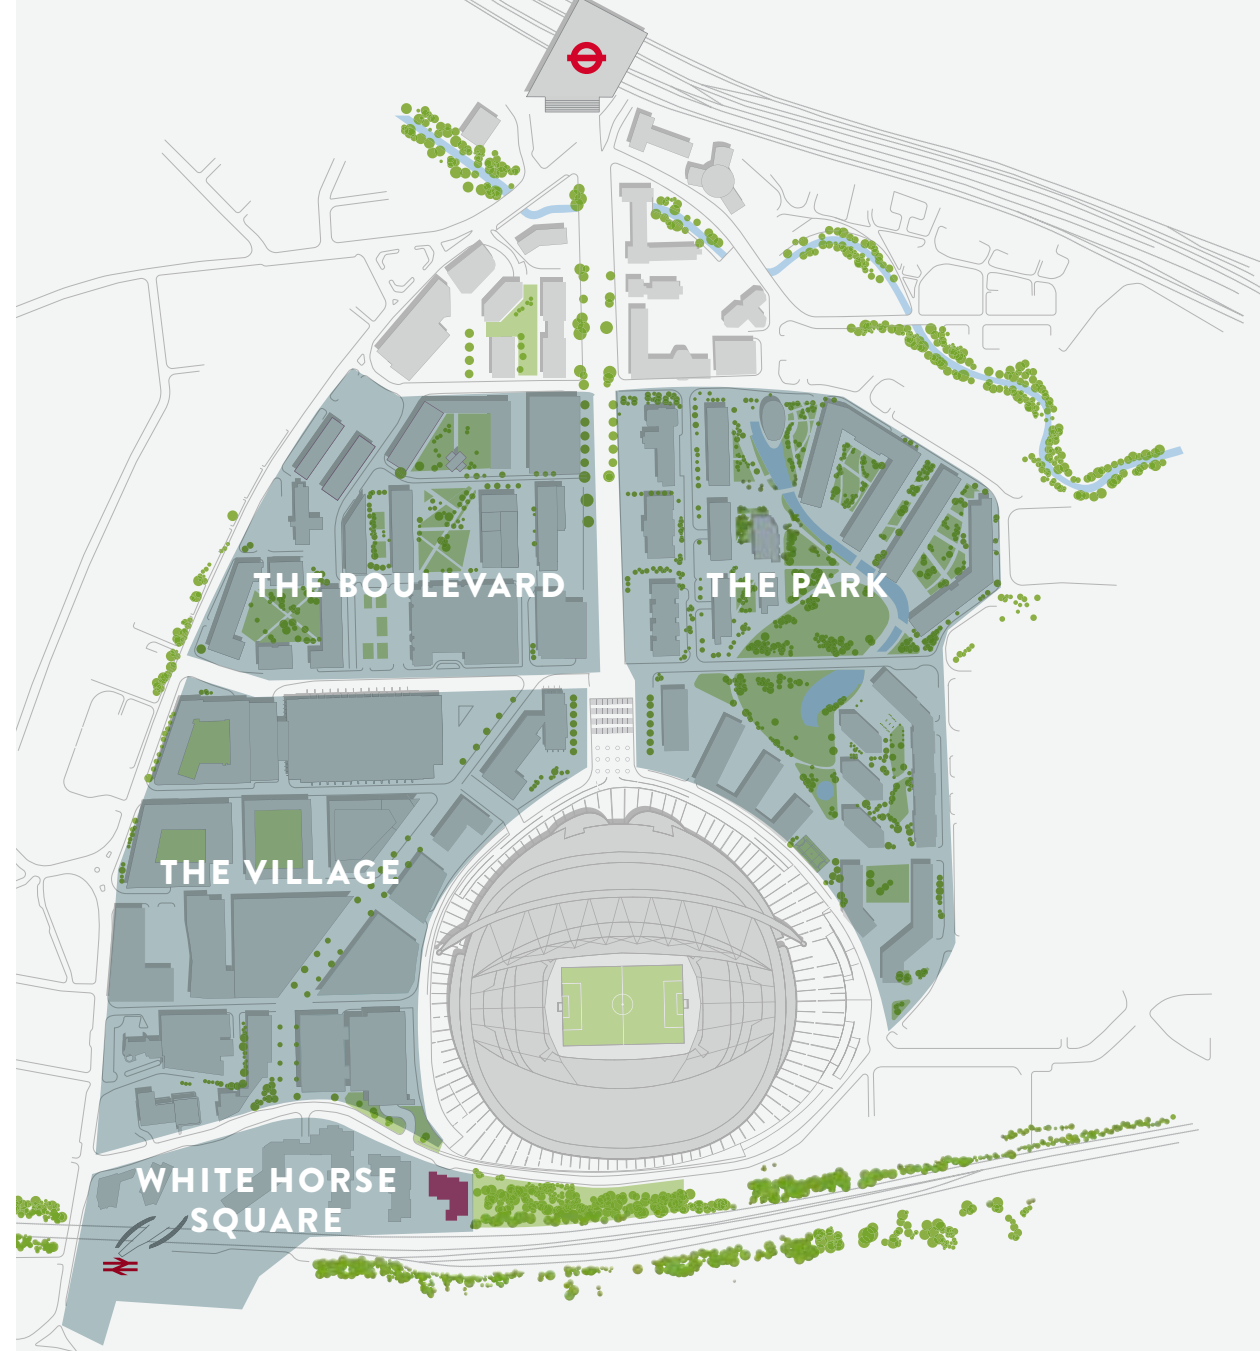 THE BOULEVARD
THE PARK
THE VILLAGE
WHITE HORSE
SQUARE